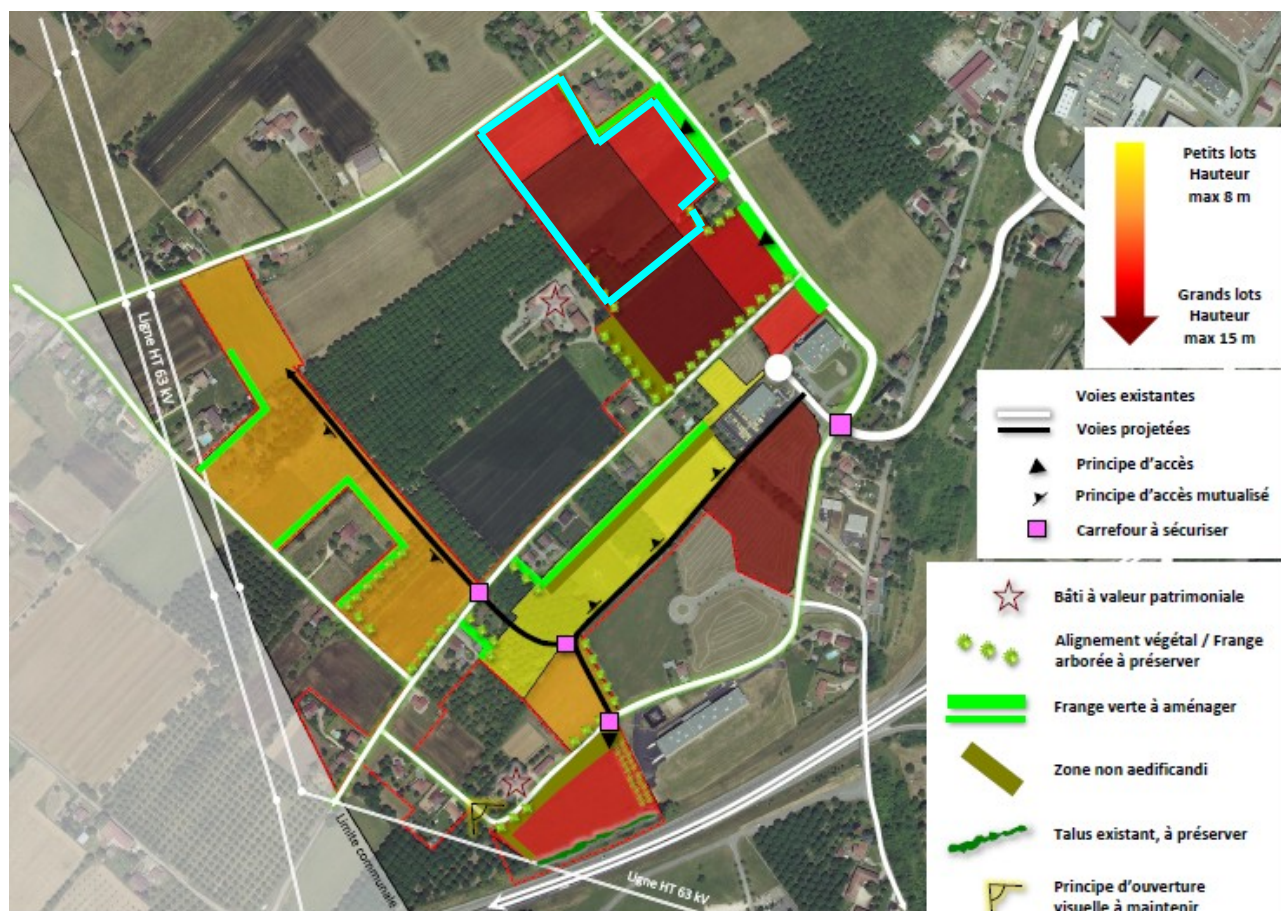 Ligne HT 63 kV
Petits lots
Hauteur
max 8 m
Grands lots
Hauteur
max 15 m
Voies existantes
Voies projetées
Principe d'accès
Principe d'accès mutualisé
Carrefour à sécuriser
Bâti à valeur patrimoniale
Alignement végétal / Frange
arborée à préserver
Frange verte à aménager
Zone non aedificandi
Talus existant, à préserver
Principe d'ouverture
visuelle à maintenir
Limite communale
Ligne HT 63 kV